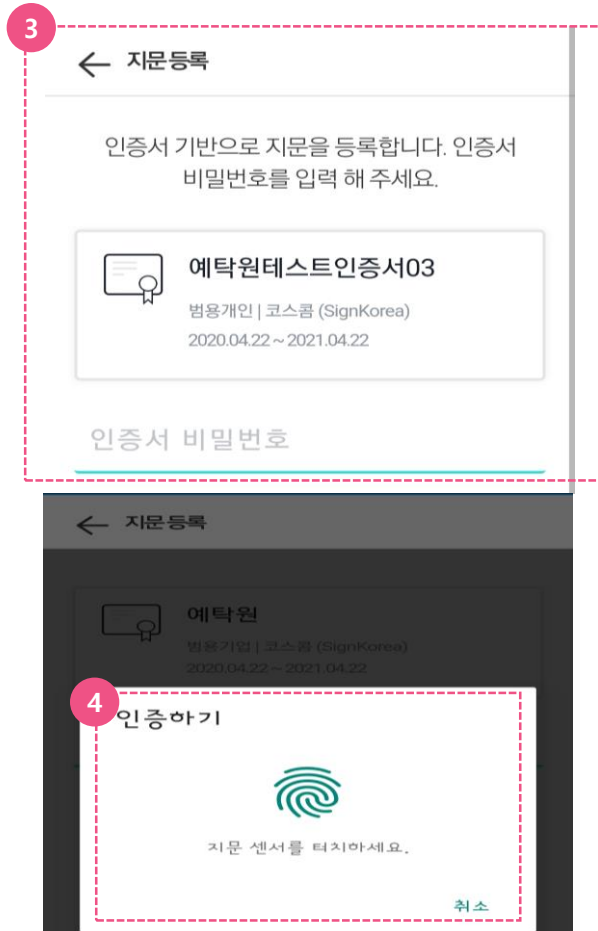 3
← 지문등록
인증서 기반으로 지문을 등록합니다. 인증서
비밀번호를 입력 해 주세요.
예탁원테스트인증서03
범용개인 | 코스콤 (SignKorea)
2020.04.22 ~ 2021.04.22
인증서 비밀번호
← 지문등록
예탁원
범용기업 | 코스콤 (SignKorea)
2020.04.22 ~ 2021.04.22
4
인증하기
지문 센서를 터치하세요.
취소